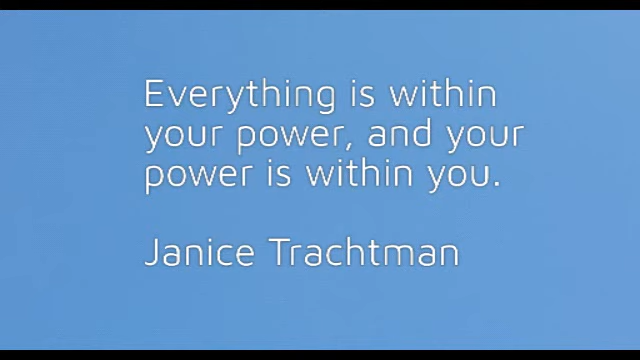 Everything is within
your power, and your
power is within you.
Janice Trachtman